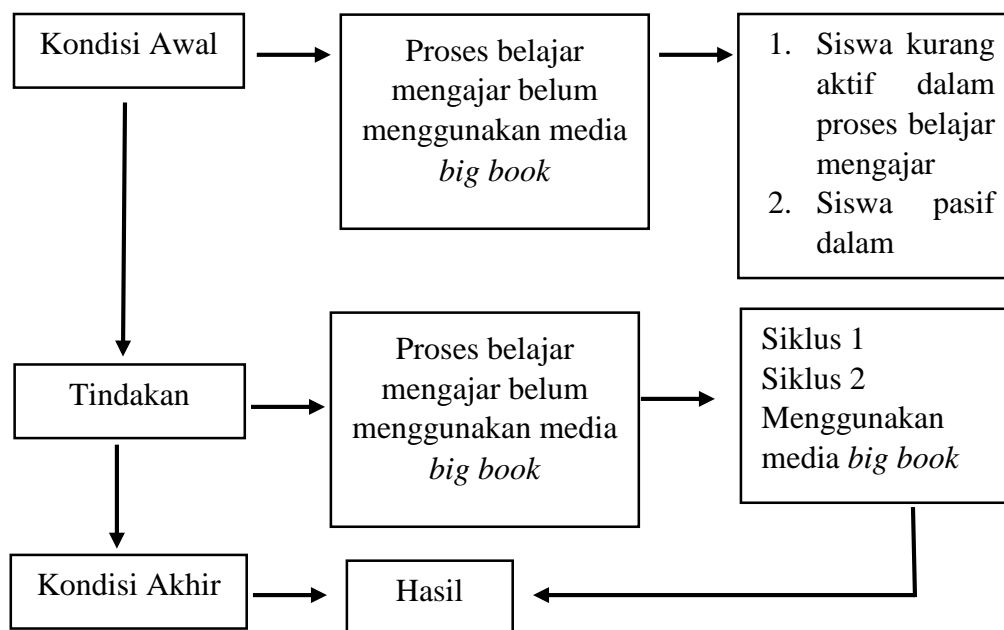 Kondisi Awal
Proses belajar
mengajar belum
menggunakan media
big book
1. Siswa kurang
aktif dalam
proses belajar
mengajar
2. Siswa pasif
dalam
Tindakan
Proses belajar
mengajar belum
menggunakan media
big book
Siklus 1
Siklus 2
Menggunakan
media big book
Kondisi Akhir
Hasil